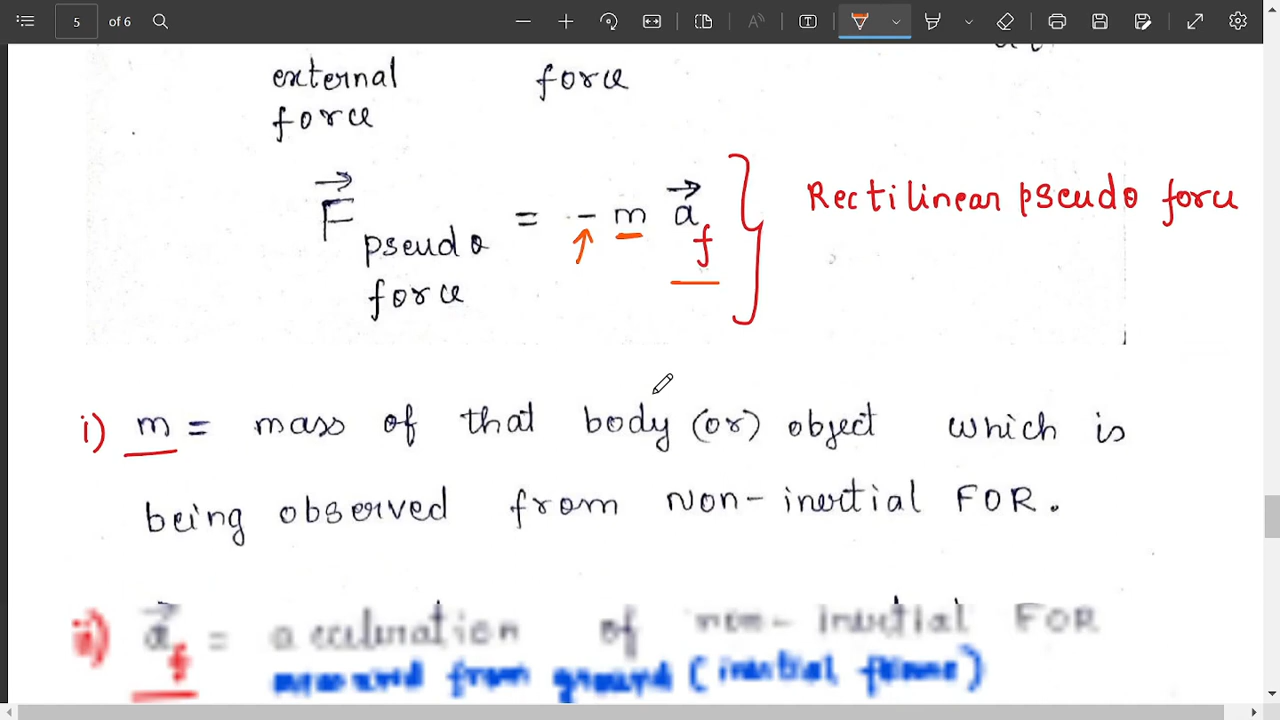 5 of 6
external force
force
F pseudo force = - m a f } Rectilinear pseudo force
i) m = mass of that body (or) object which is
being observed from non-inertial FOR.
ii) a f = acceleration of non-inertial FOR
measured from ground (inertial frame)